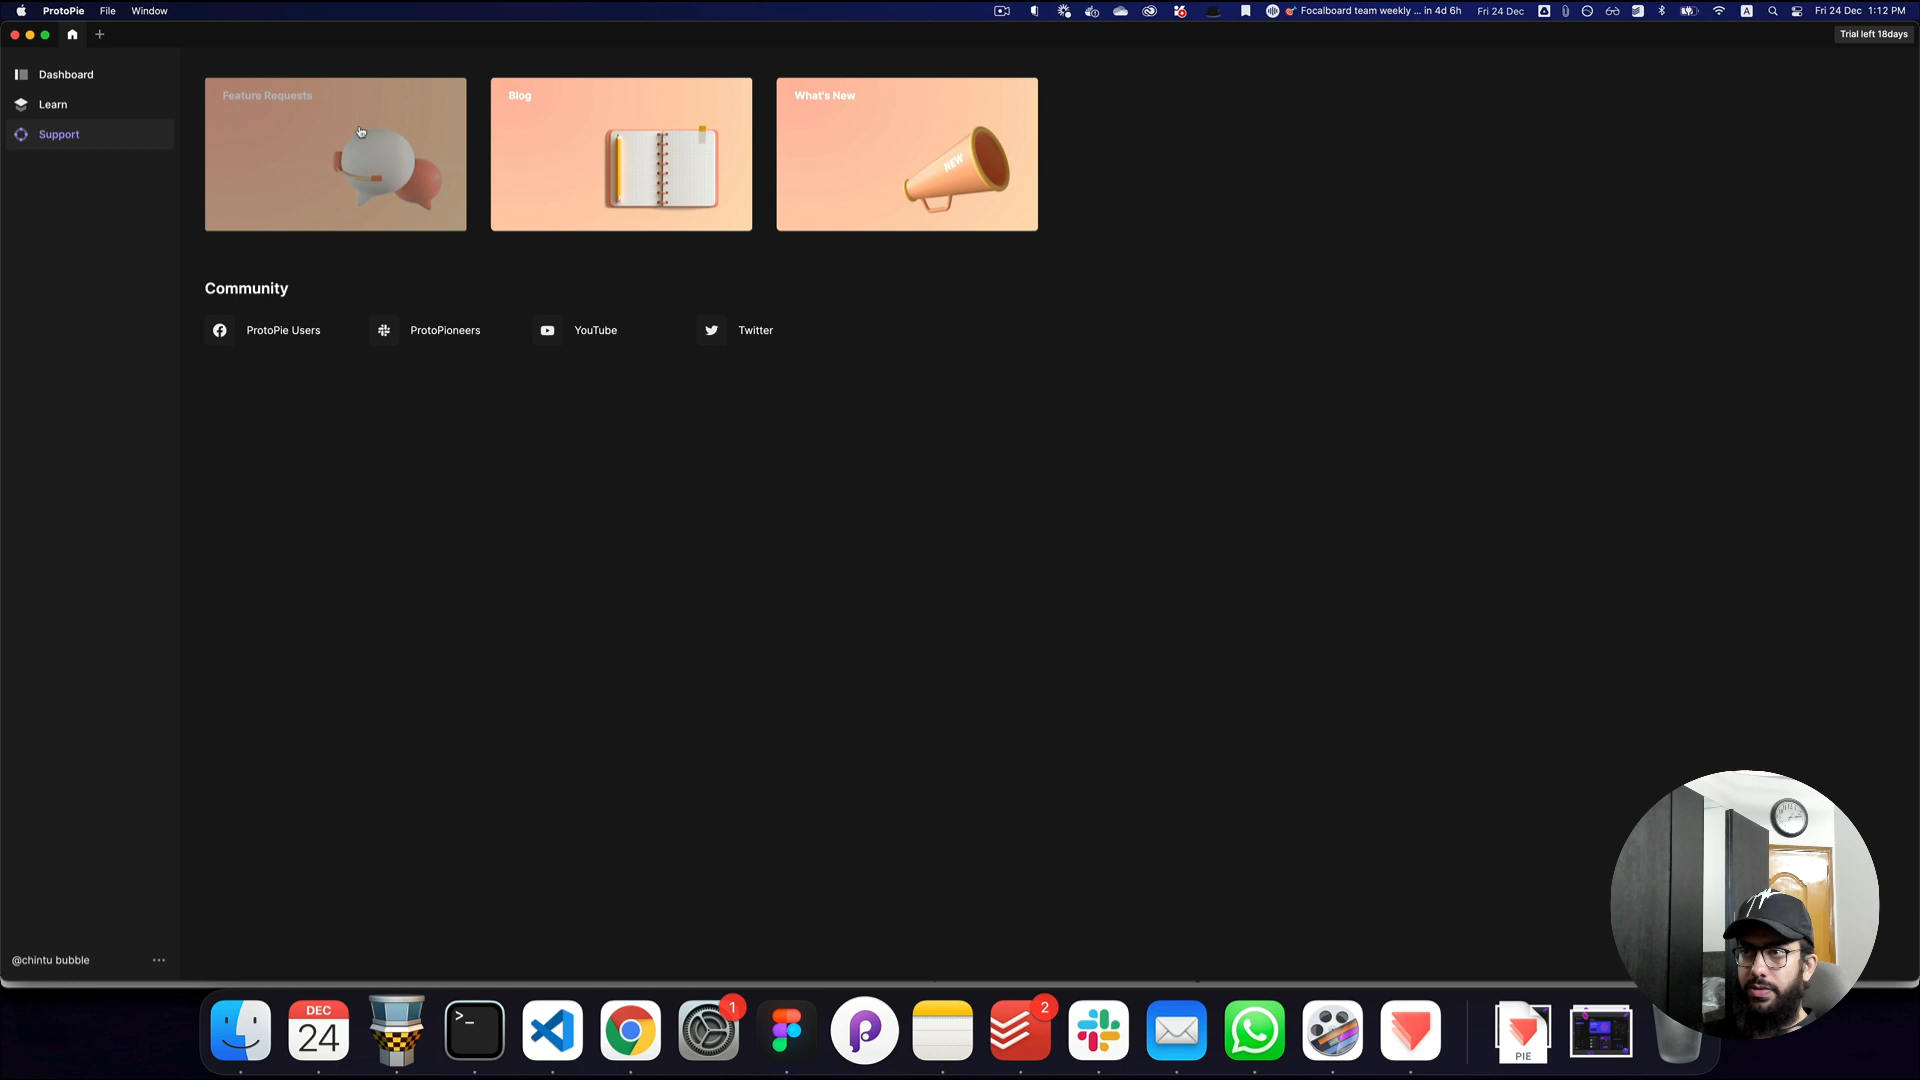 ProtoPie File Window
Focalboard team weekly ... in 4d 6h Fri 24 Dec Fri 24 Dec 1:12 PM
Trial left 18days
Dashboard
Learn
Support
Feature Requests
Blog
What's New
NEW
Community
ProtoPie Users
ProtoPioneers
YouTube
Twitter
@chintu bubble
DEC
24
>_
1
2
PIE